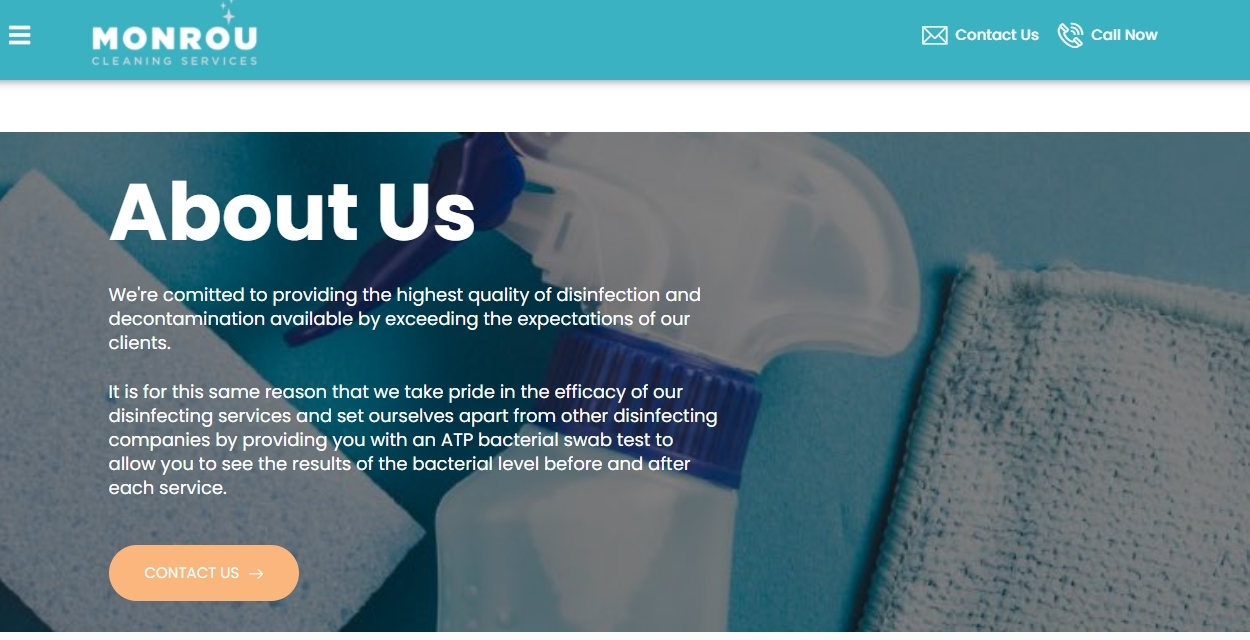 MONROU
CLEANING SERVICES
Contact Us
Call Now
About Us
We're comitted to providing the highest quality of disinfection and
decontamination available by exceeding the expectations of our
clients.
It is for this same reason that we take pride in the efficacy of our
disinfecting services and set ourselves apart from other disinfecting
companies by providing you with an ATP bacterial swab test to
allow you to see the results of the bacterial level before and after
each service.
CONTACT US →